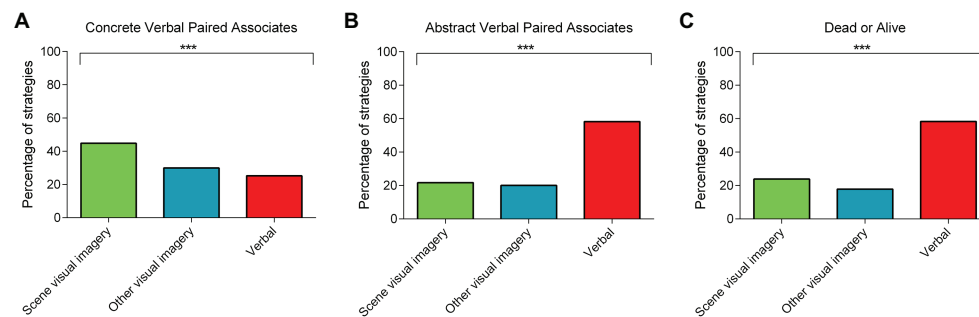 A
Concrete Verbal Paired Associates
***
Percentage of strategies
100
80
60
40
20
0
Scene visual imagery
Other visual imagery
Verbal
B
Abstract Verbal Paired Associates
***
Percentage of strategies
100
80
60
40
20
0
Scene visual imagery
Other visual imagery
Verbal
C
Dead or Alive
***
Percentage of strategies
100
80
60
40
20
0
Scene visual imagery
Other visual imagery
Verbal